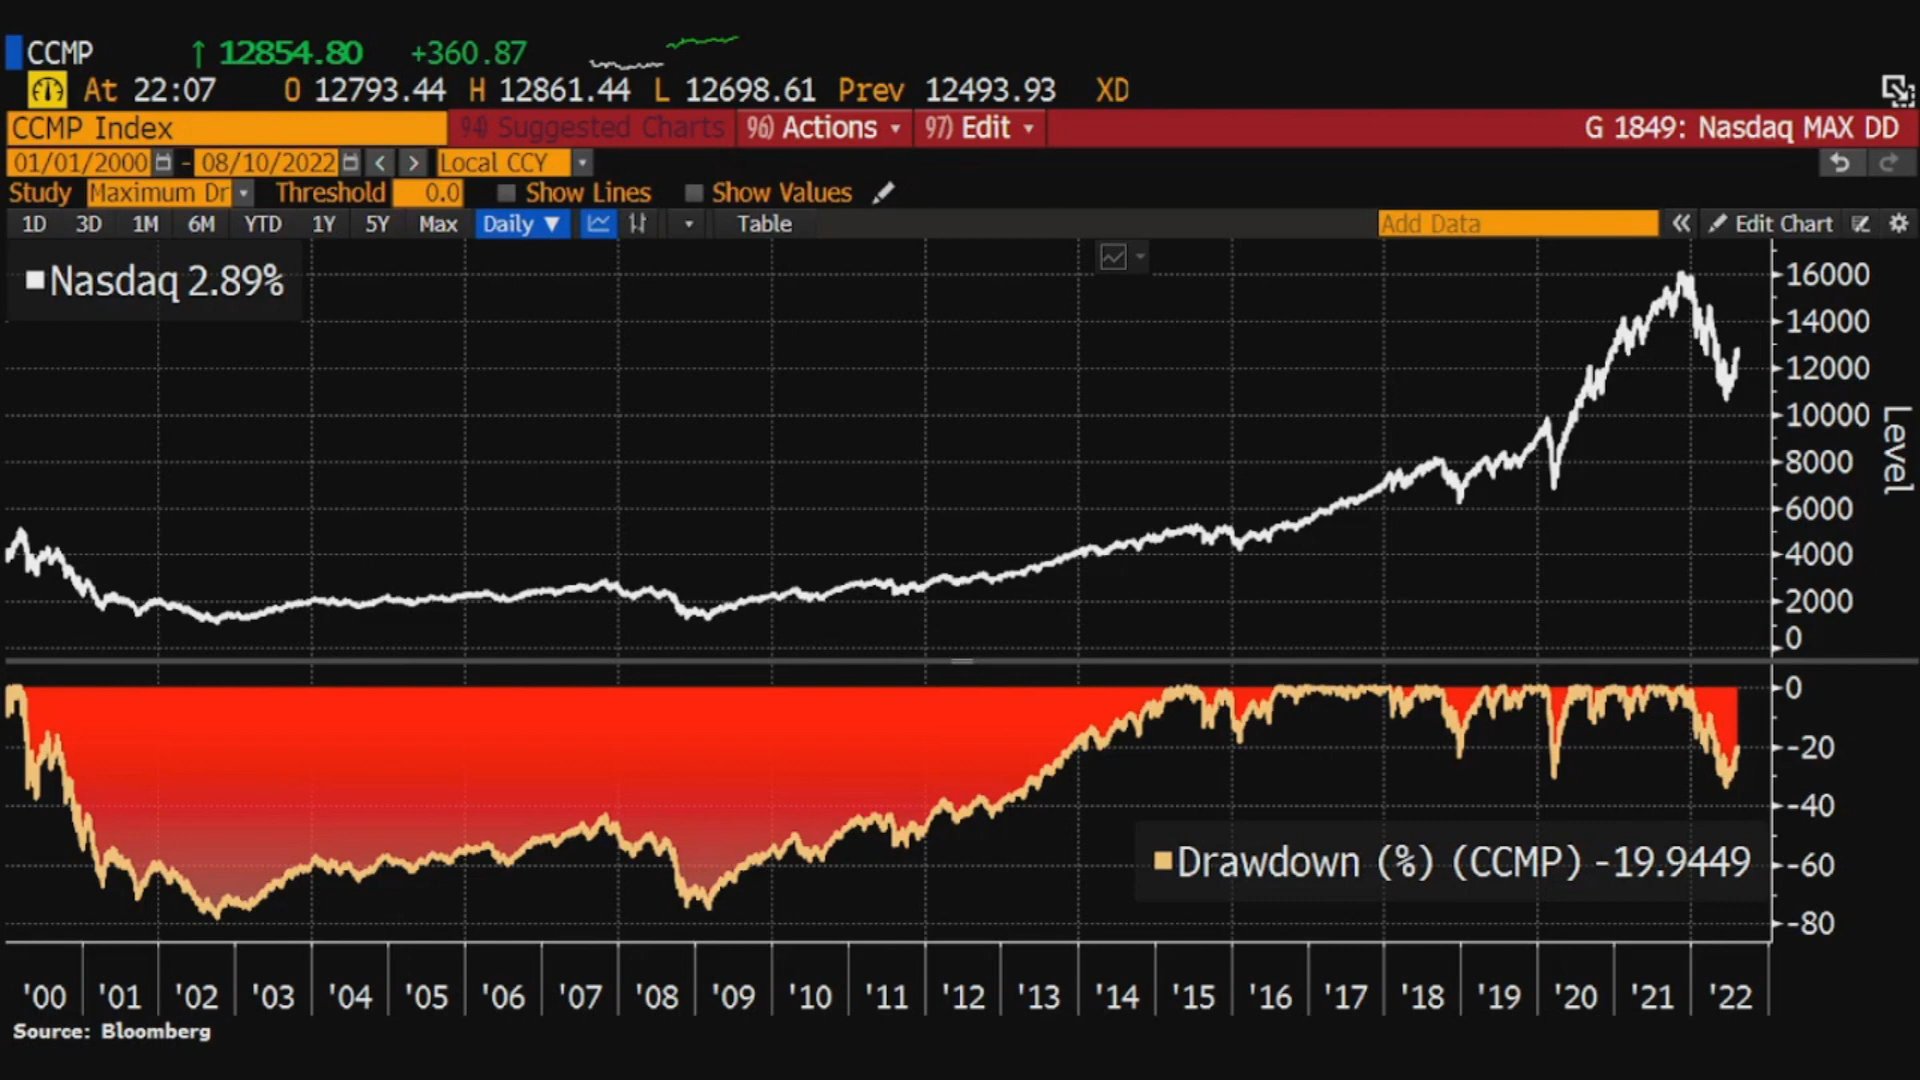 CCMP ↑ 12854.80 +360.87
At 22:07 O 12793.44 H 12861.44 L 12698.61 Prev 12493.93 XD
CCMP Index 94) Suggested Charts 96) Actions 97) Edit G 1849: Nasdaq MAX DD
01/01/2000 - 08/10/2022 < > Local CCY
Study Maximum Dr Threshold 0.0 Show Lines Show Values
1D 3D 1M 6M YTD 1Y 5Y Max Daily ▼ Table Add Data « Edit Chart
Nasdaq 2.89%
16000
14000
12000
10000
8000
6000
4000
2000
0
Level
0
-20
-40
-60
-80
Drawdown (%) (CCMP) -19.9449
'00 '01 '02 '03 '04 '05 '06 '07 '08 '09 '10 '11 '12 '13 '14 '15 '16 '17 '18 '19 '20 '21 '22
Source: Bloomberg